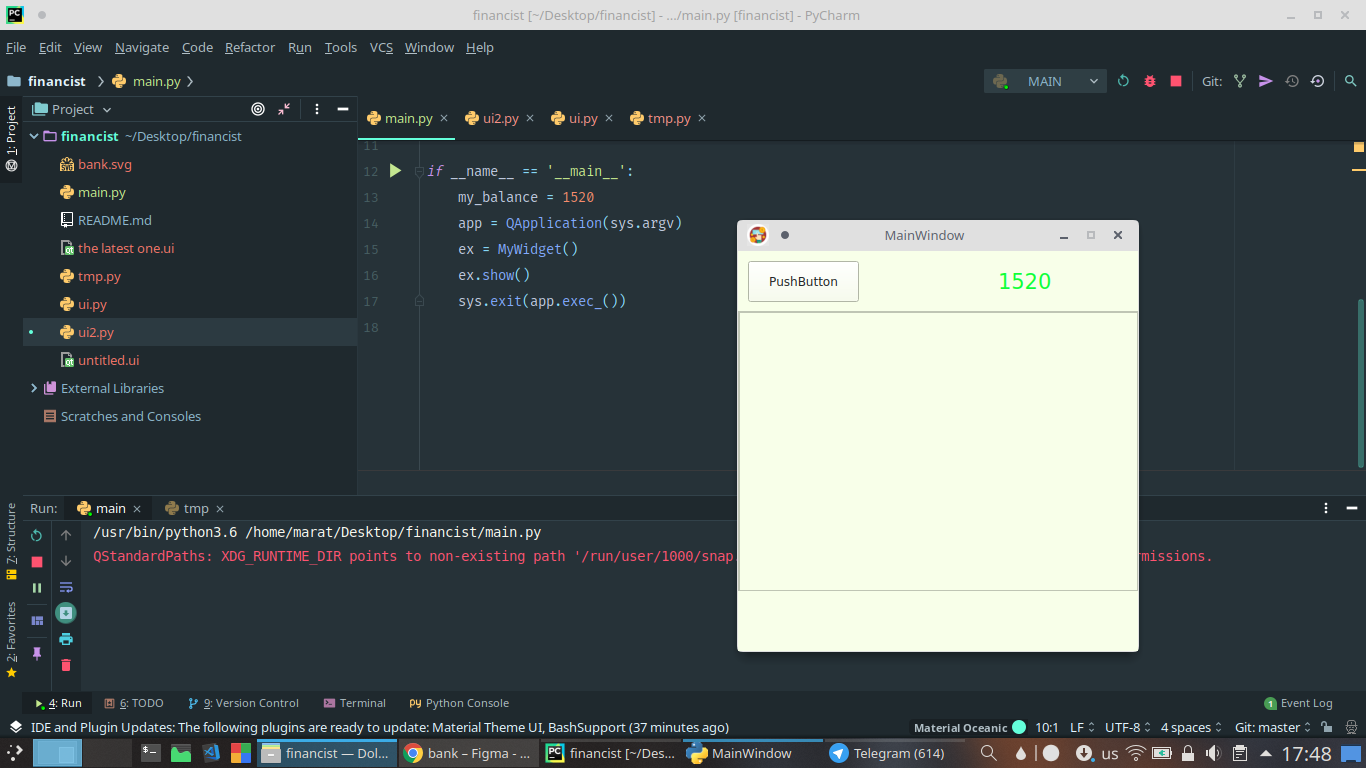 financist [~/Desktop/financist] - .../main.py [financist] - PyCharm
File Edit View Navigate Code Refactor Run Tools VCS Window Help
financist main.py MAIN Git:
1: Project
Project
main.py ui2.py ui.py tmp.py
financist ~/Desktop/financist
bank.svg
main.py
README.md
the latest one.ui
tmp.py
ui.py
ui2.py
untitled.ui
External Libraries
Scratches and Consoles
11
12 if __name__ == '__main__':
13 my_balance = 1520
14 app = QApplication(sys.argv)
15 ex = MyWidget()
16 ex.show()
17 sys.exit(app.exec_())
18
MainWindow
PushButton 1520
Run: main tmp
7: Structure
2: Favorites
/usr/bin/python3.6 /home/marat/Desktop/financist/main.py
QStandardPaths: XDG_RUNTIME_DIR points to non-existing path '/run/user/1000/snap. missions.
4: Run 6: TODO 9: Version Control Terminal Python Console 1 Event Log
IDE and Plugin Updates: The following plugins are ready to update: Material Theme UI, BashSupport (37 minutes ago) Material Oceanic 10:1 LF UTF-8 4 spaces Git: master
financist — Dol... bank – Figma - ... financist [~/Des... MainWindow Telegram (614) us 17:48